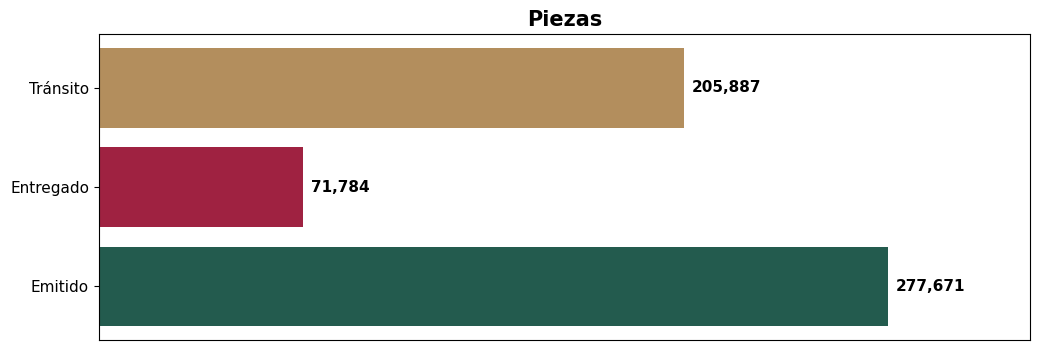 Piezas
Tránsito 205,887
Entregado 71,784
Emitido 277,671